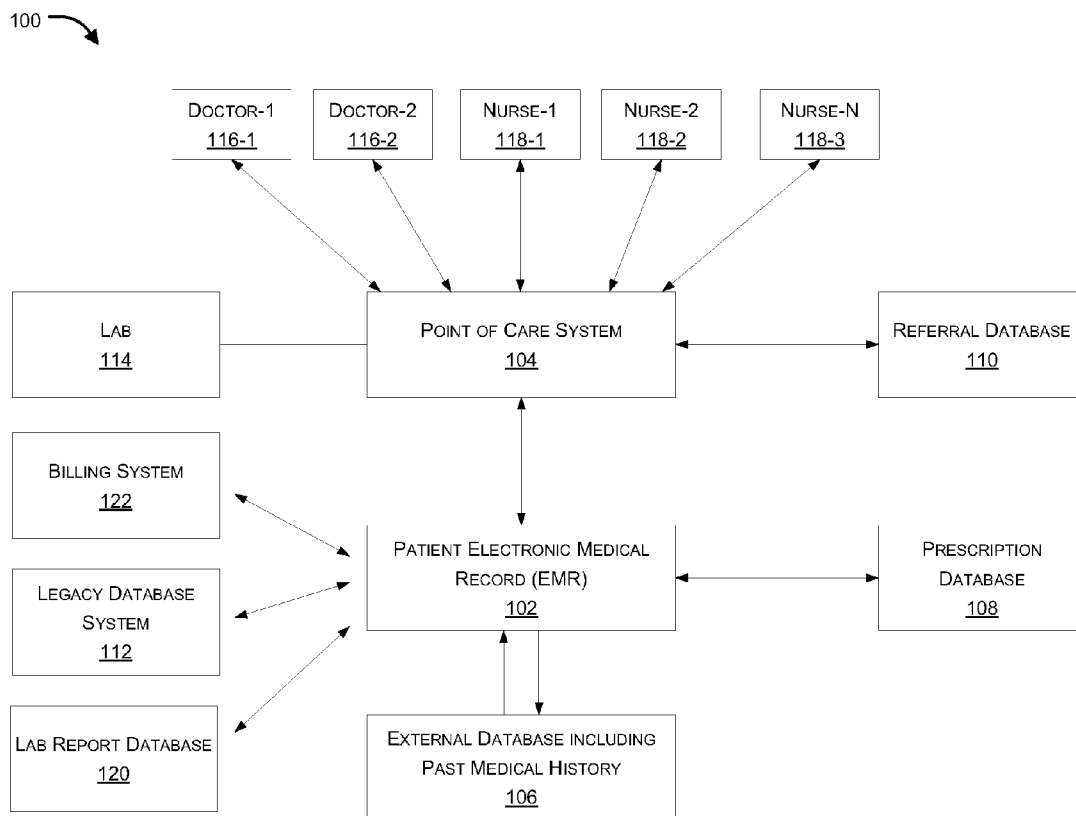 100
DOCTOR-1
116-1
DOCTOR-2
116-2
NURSE-1
118-1
NURSE-2
118-2
NURSE-N
118-3
LAB
114
POINT OF CARE SYSTEM
104
REFERRAL DATABASE
110
BILLING SYSTEM
122
PATIENT ELECTRONIC MEDICAL
RECORD (EMR)
102
PRESCRIPTION
DATABASE
108
LEGACY DATABASE
SYSTEM
112
LAB REPORT DATABASE
120
EXTERNAL DATABASE INCLUDING
PAST MEDICAL HISTORY
106